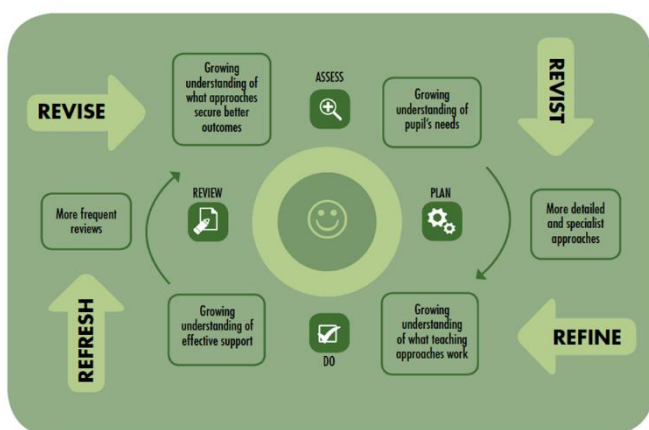 Growing
understanding of
what approaches
secure better
outcomes
ASSESS
Growing
understanding of
pupil's needs
REVISE
REVIST
More frequent
reviews
REVIEW
PLAN
More detailed
and specialist
approaches
REFRESH
Growing
understanding of
effective support
DO
Growing
understanding
of what teaching
approaches work
REFINE